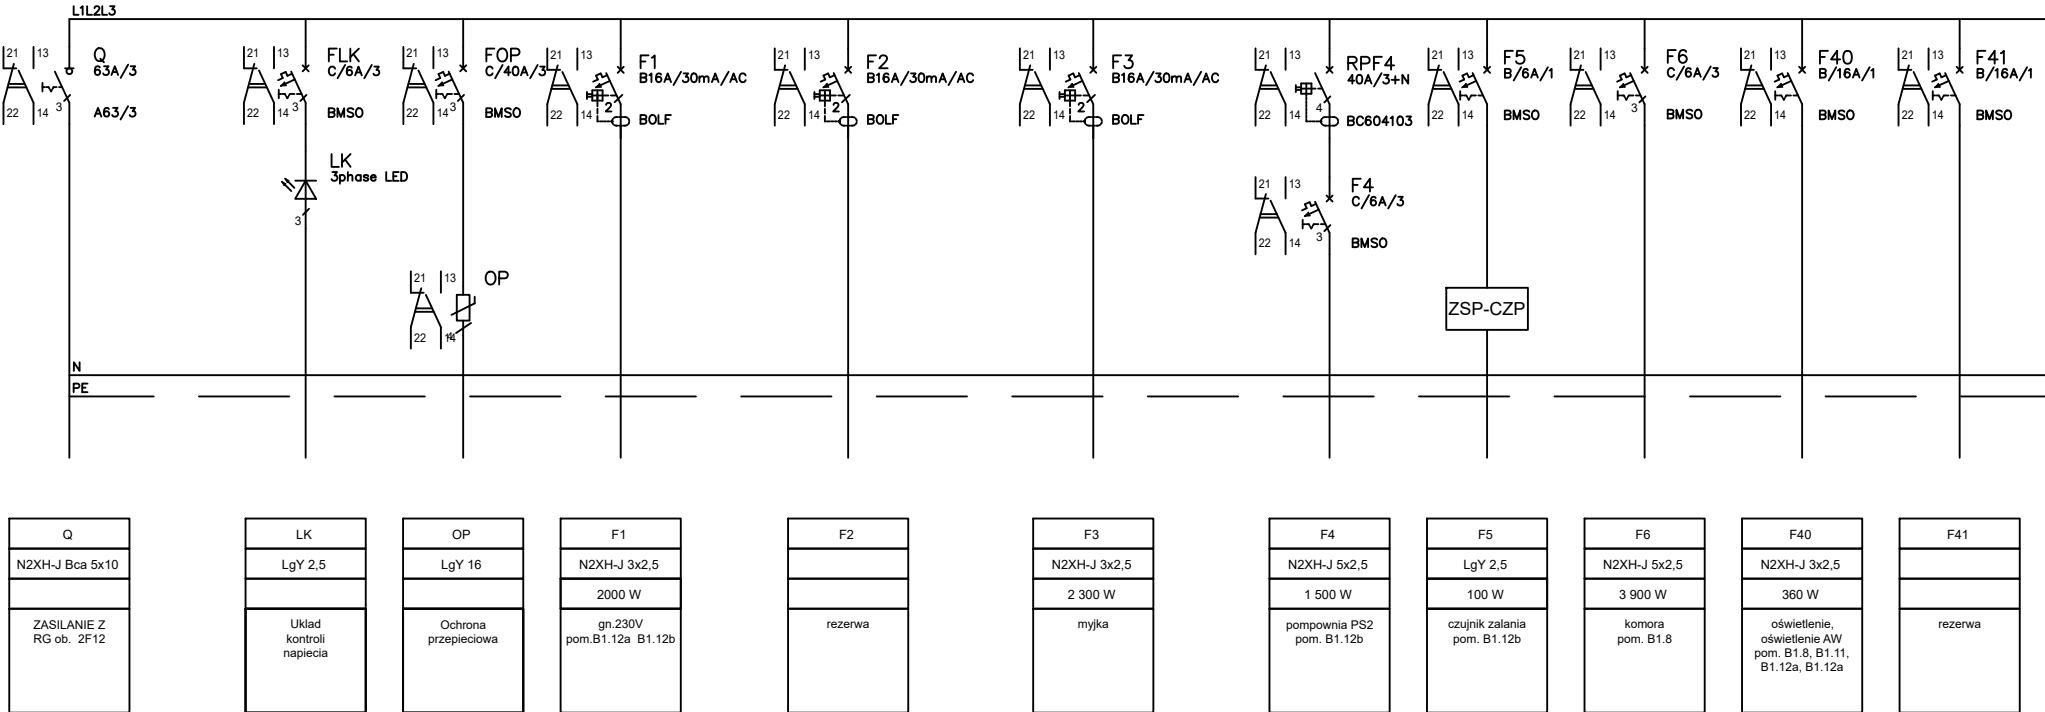 L1L2L3
21 13
Q
63A/3
22 14 3
A63/3
21 13
FLK
C/6A/3
22 14 3
BMSO
21 13
FOP
C/40A/3
22 14 3
BMSO
21 13
F1
B16A/30mA/AC
22 14 2
BOLF
21 13
F2
B16A/30mA/AC
22 14 2
BOLF
21 13
F3
B16A/30mA/AC
22 14 2
BOLF
21 13
RPF4
40A/3+N
22 14 4
BC604103
21 13
F5
B/6A/1
22 14
BMSO
21 13
F6
C/6A/3
22 14 3
BMSO
21 13
F40
B/16A/1
22 14
BMSO
21 13
F41
B/16A/1
22 14
BMSO
LK
3phase LED
3
21 13
F4
C/6A/3
22 14 3
BMSO
21 13
OP
22 14
4
ZSP-CZP
N
PE
Q
N2XH-J Bca 5x10
ZASILANIE Z
RG ob. 2F12
LK
LgY 2,5
Uklad
kontroli
napiecia
OP
LgY 16
Ochrona
przepieciowa
F1
N2XH-J 3x2,5
2000 W
gn.230V
pom.B1.12a B1.12b
F2
rezerwa
F3
N2XH-J 3x2,5
2 300 W
myjka
F4
N2XH-J 5x2,5
1 500 W
pompownia PS2
pom. B1.12b
F5
LgY 2,5
100 W
czujnik zalania
pom. B1.12b
F6
N2XH-J 5x2,5
3 900 W
komora
pom. B1.8
F40
N2XH-J 3x2,5
360 W
oświetlenie,
oświetlenie AW
pom. B1.8, B1.11,
B1.12a, B1.12a
F41
rezerwa